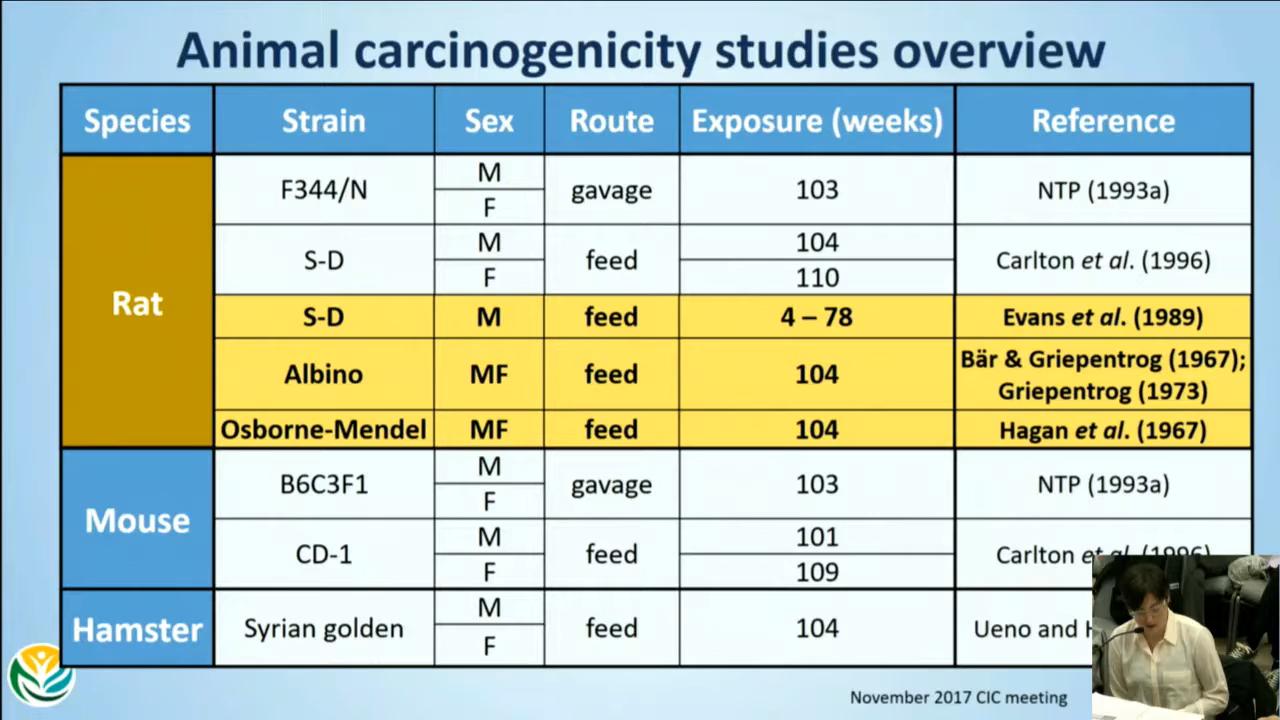 Animal carcinogenicity studies overview
Species Strain Sex Route Exposure (weeks) Reference
Rat
F344/N M F gavage 103 NTP (1993a)
S-D M F feed 104 110 Carlton et al. (1996)
S-D M feed 4 – 78 Evans et al. (1989)
Albino MF feed 104 Bär & Griepentrog (1967);
Griepentrog (1973)
Osborne-Mendel MF feed 104 Hagan et al. (1967)
Mouse
B6C3F1 M F gavage 103 NTP (1993a)
CD-1 M F feed 101 109 Carlton et al. (1996)
Hamster
Syrian golden M F feed 104 Ueno and
November 2017 CIC meeting